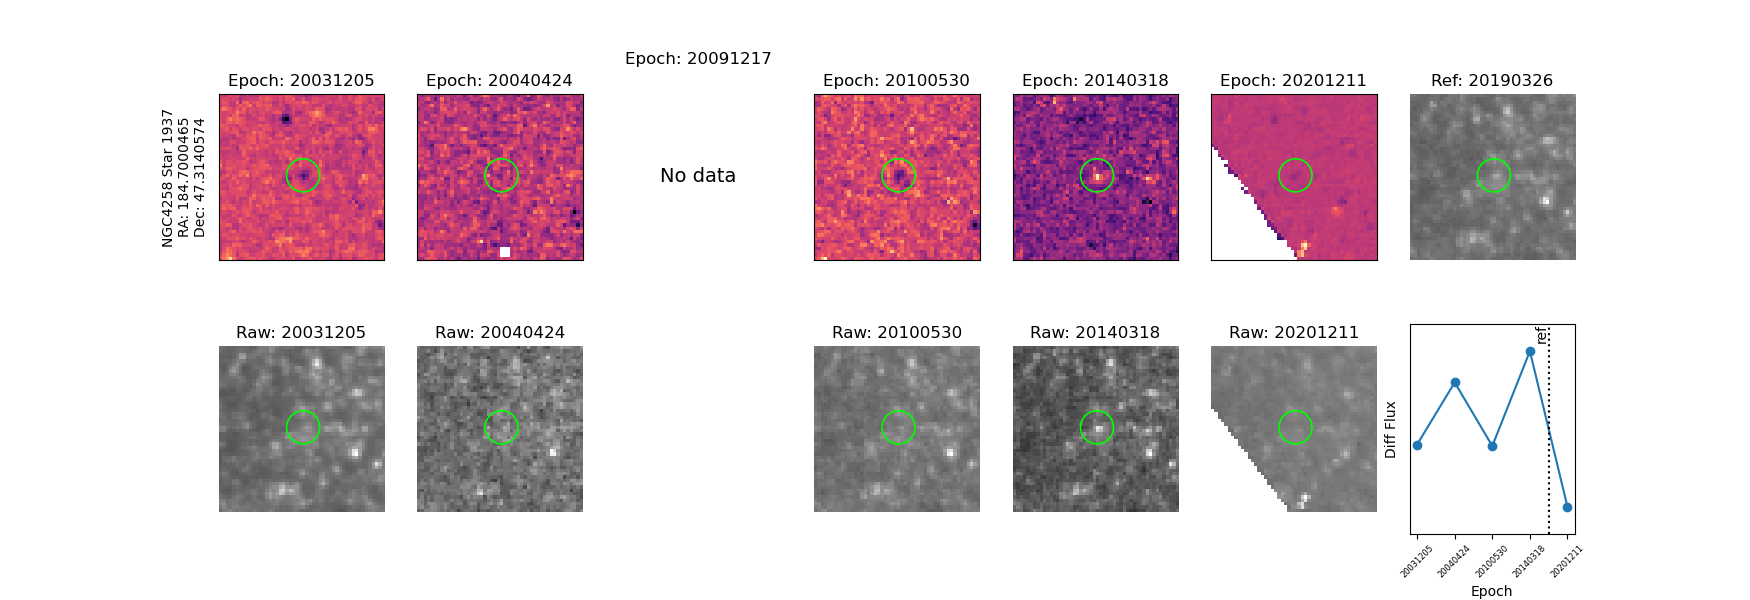 Epoch: 20091217
Epoch: 20031205
Epoch: 20040424
Epoch: 20100530
Epoch: 20140318
Epoch: 20201211
Ref: 20190326
NGC4258 Star 1937
RA: 184.7000465
Dec: 47.3140574
No data
Raw: 20031205
Raw: 20040424
Raw: 20100530
Raw: 20140318
Raw: 20201211
ref
Diff Flux
20031205
20040424
20100530
20140318
20201211
Epoch